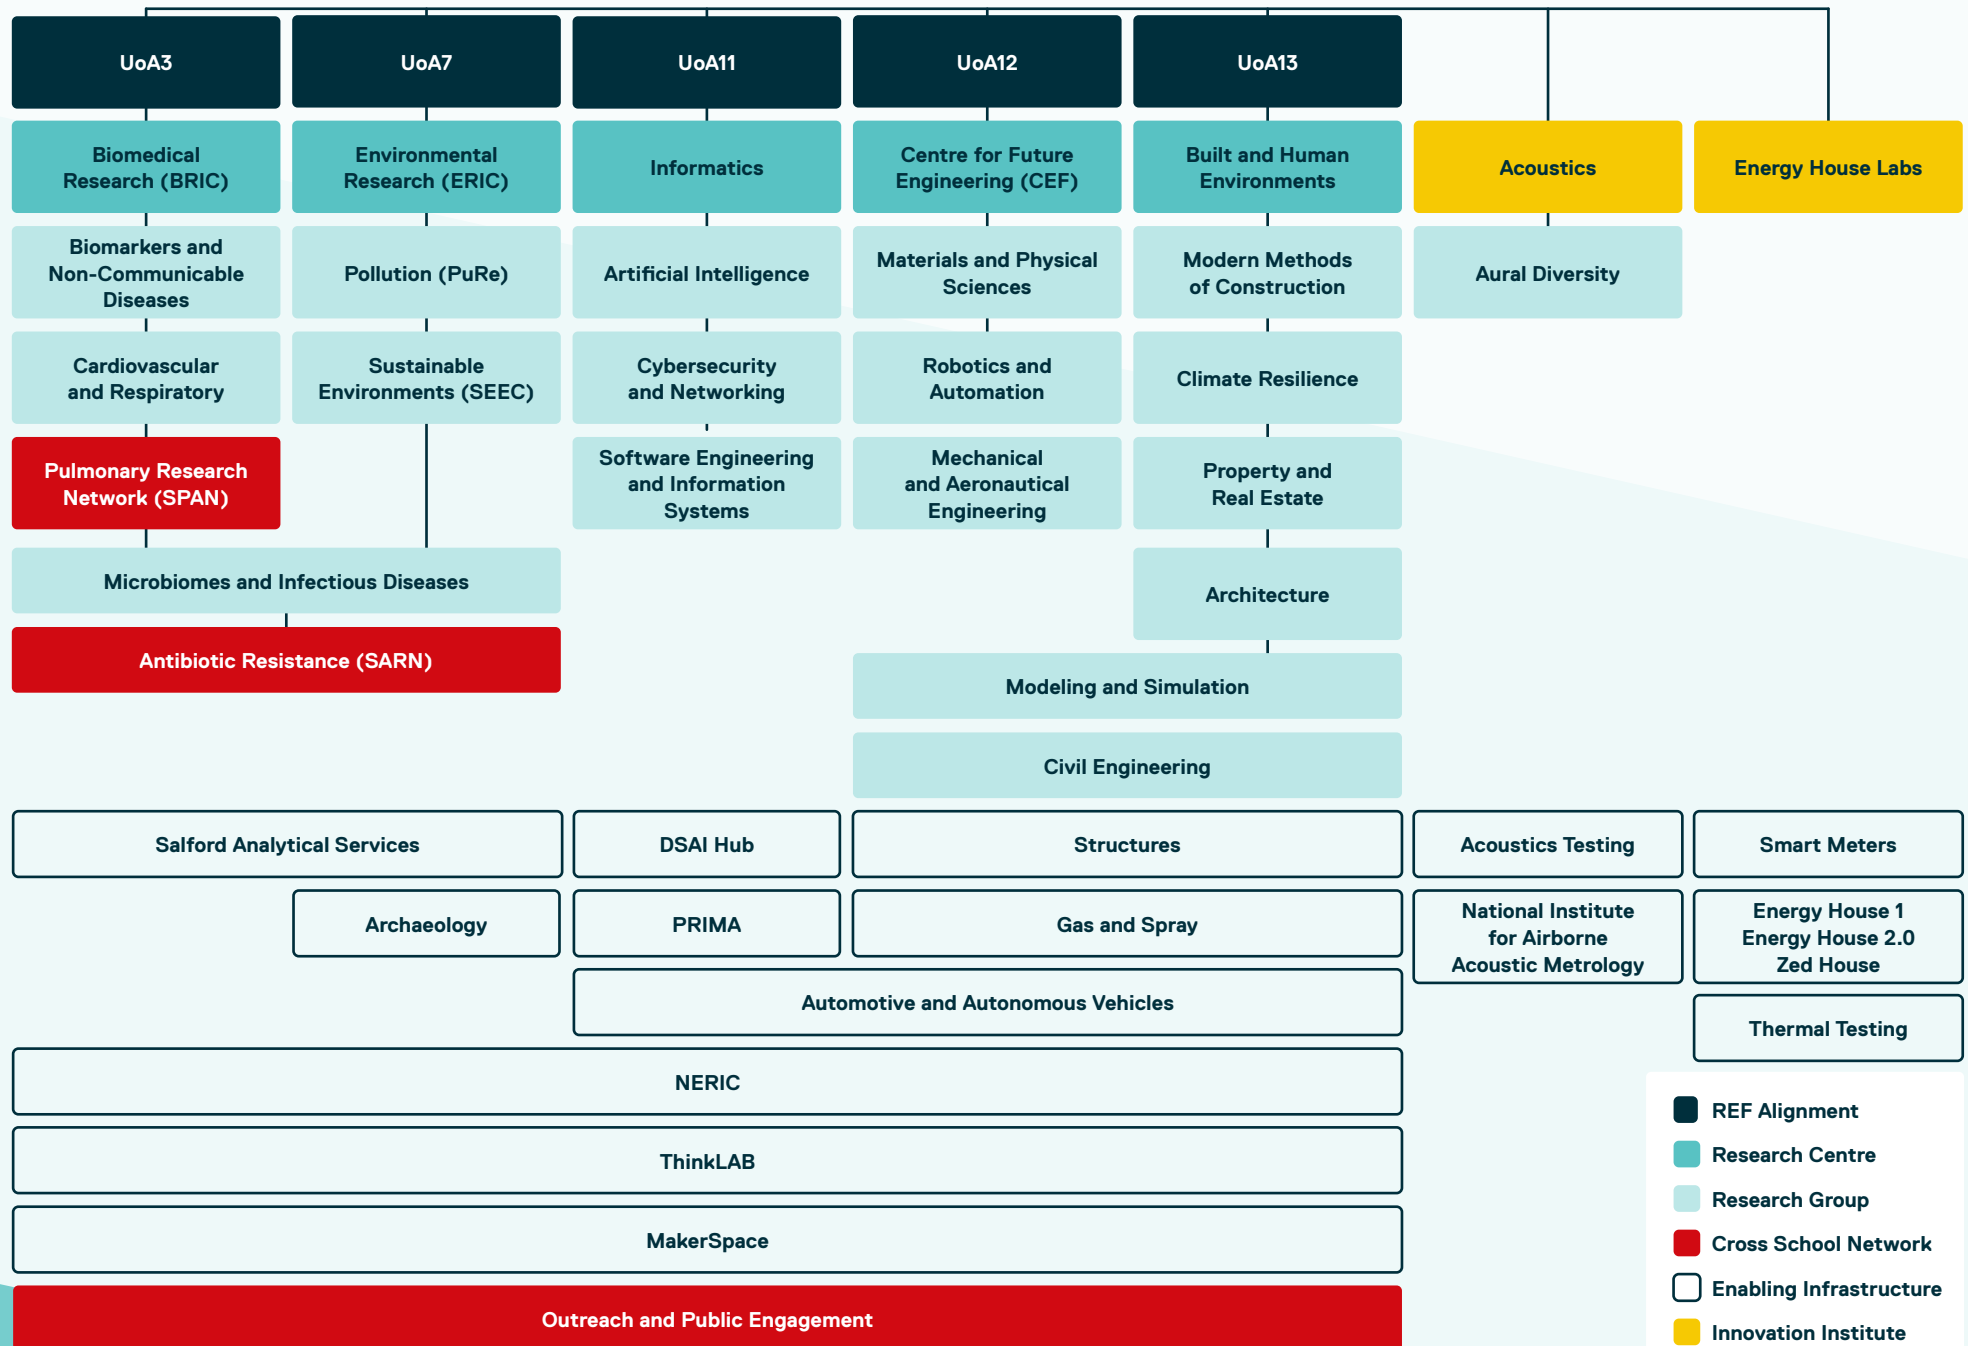 UoA3
UoA7
UoA11
UoA12
UoA13
Biomedical
Research (BRIC)
Environmental
Research (ERIC)
Informatics
Centre for Future
Engineering (CEF)
Built and Human
Environments
Acoustics
Energy House Labs
Biomarkers and
Non-Communicable
Diseases
Pollution (PuRe)
Artificial Intelligence
Materials and Physical
Sciences
Modern Methods
of Construction
Aural Diversity
Cardiovascular
and Respiratory
Sustainable
Environments (SEEC)
Cybersecurity
and Networking
Robotics and
Automation
Climate Resilience
Pulmonary Research
Network (SPAN)
Software Engineering
and Information
Systems
Mechanical
and Aeronautical
Engineering
Property and
Real Estate
Microbiomes and Infectious Diseases
Architecture
Antibiotic Resistance (SARN)
Modeling and Simulation
Civil Engineering
Salford Analytical Services
DSAI Hub
Structures
Acoustics Testing
Smart Meters
Archaeology
PRIMA
Gas and Spray
National Institute
for Airborne
Acoustic Metrology
Energy House 1
Energy House 2.0
Zed House
Automotive and Autonomous Vehicles
Thermal Testing
NERIC
ThinkLAB
MakerSpace
Outreach and Public Engagement
REF Alignment
Research Centre
Research Group
Cross School Network
Enabling Infrastructure
Innovation Institute